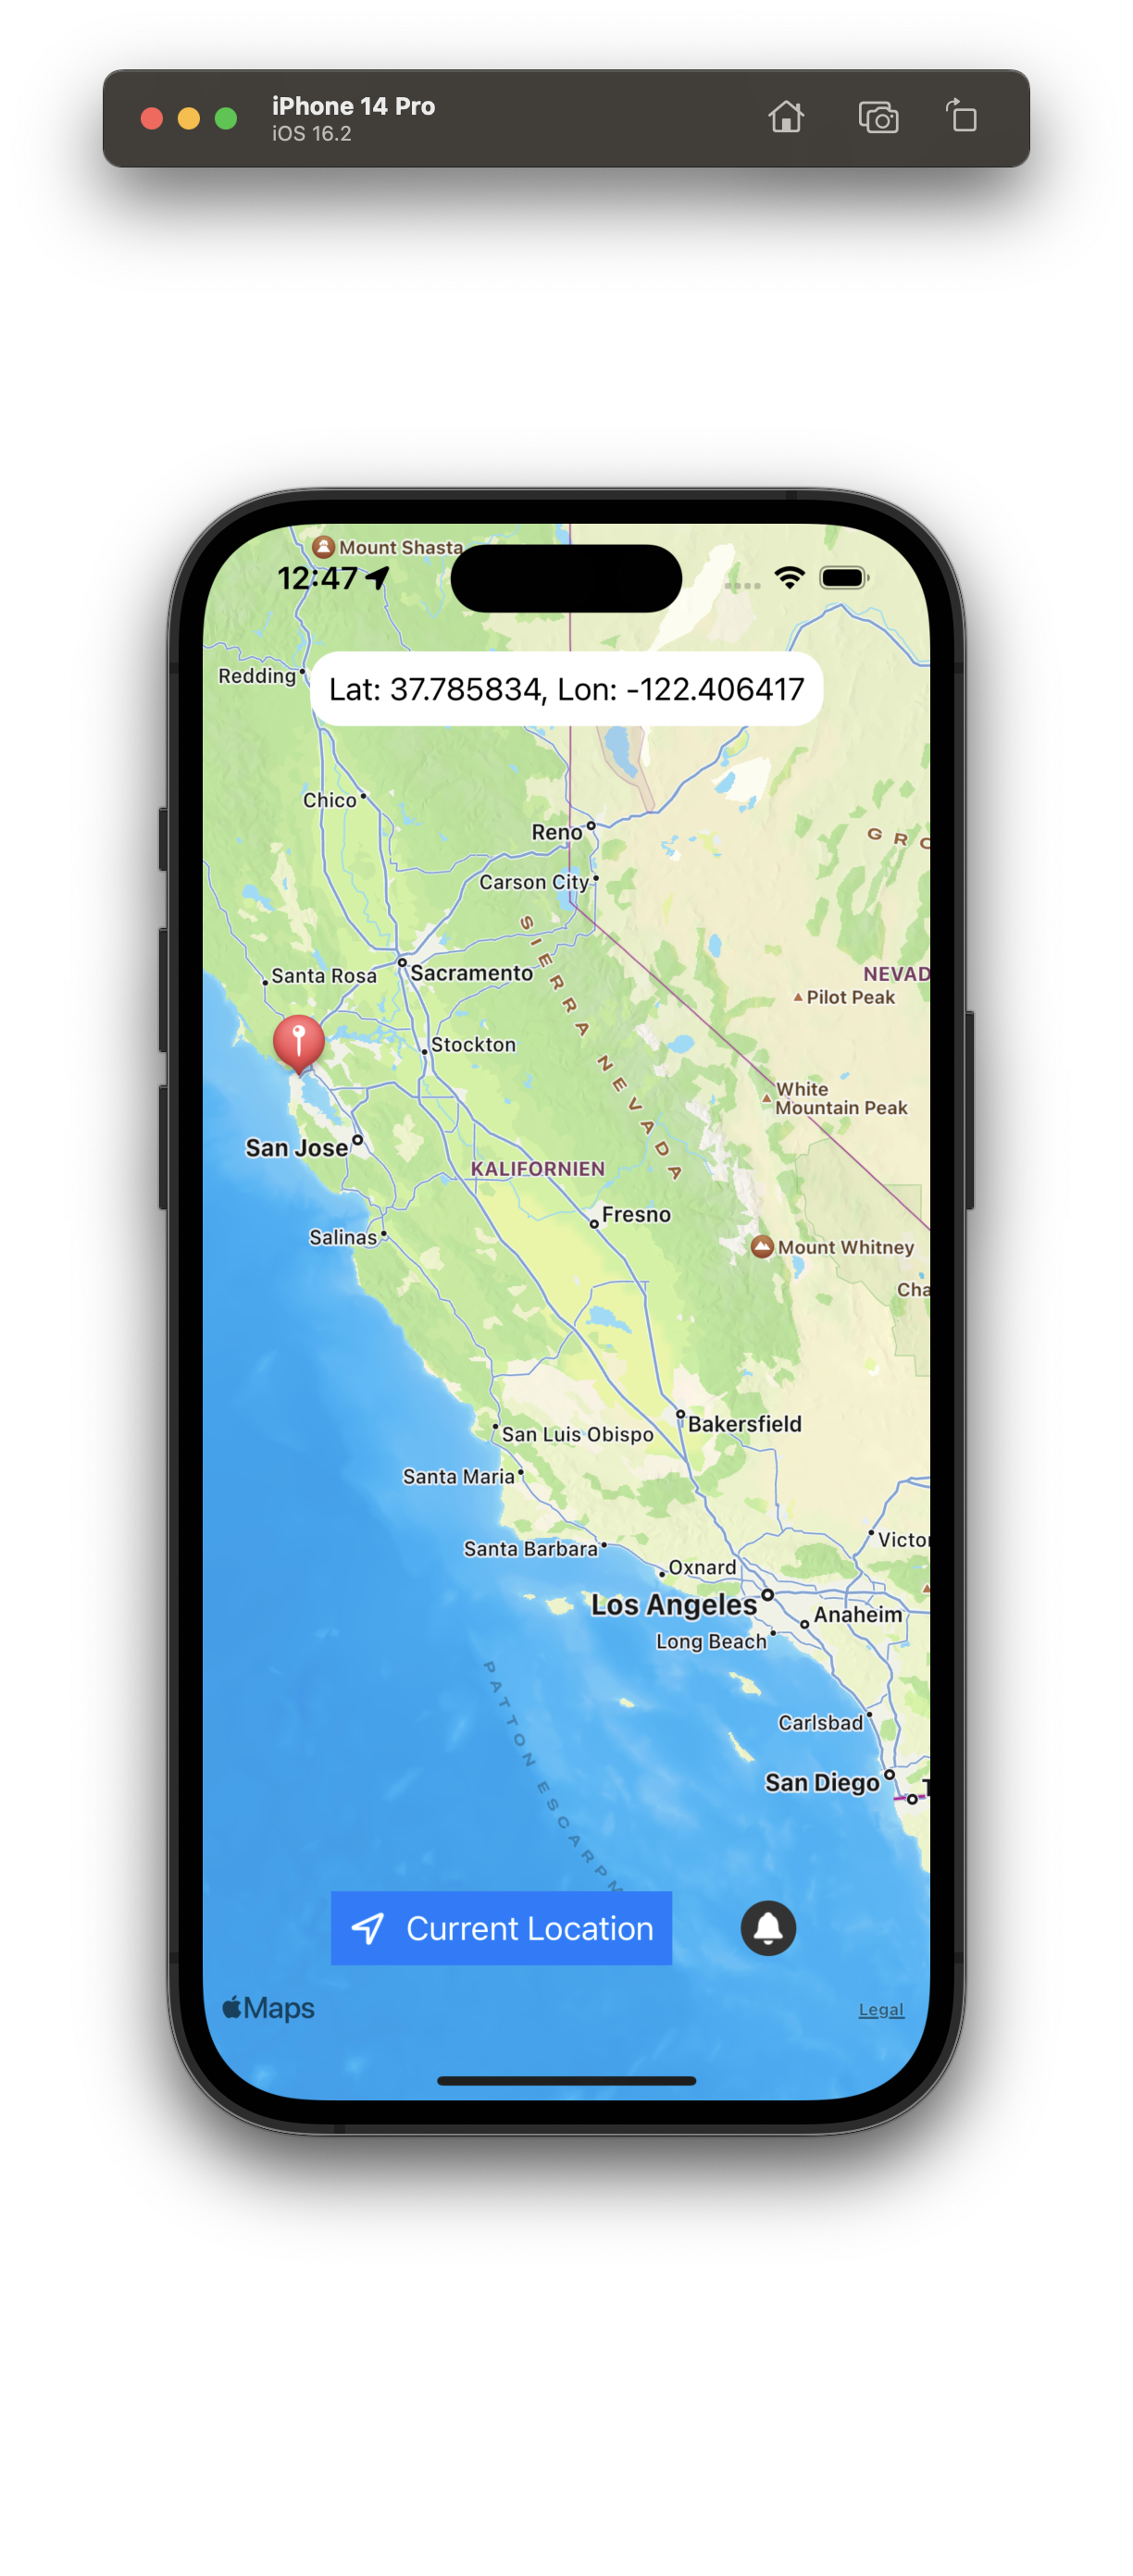 iPhone 14 Pro
iOS 16.2
Mount Shasta
12:47
Redding
Lat: 37.785834, Lon: -122.406417
Chico
Reno
GRO
Carson City
SIERRA NEVADA
Santa Rosa
Sacramento
NEVAD
Pilot Peak
Stockton
White
Mountain Peak
San Jose
KALIFORNIEN
Fresno
Salinas
Mount Whitney
Cha
Bakersfield
San Luis Obispo
Santa Maria
Victor
Santa Barbara
Oxnard
Los Angeles
Anaheim
Long Beach
PATTON ESCARPM
Carlsbad
San Diego
T
Current Location
Maps
Legal